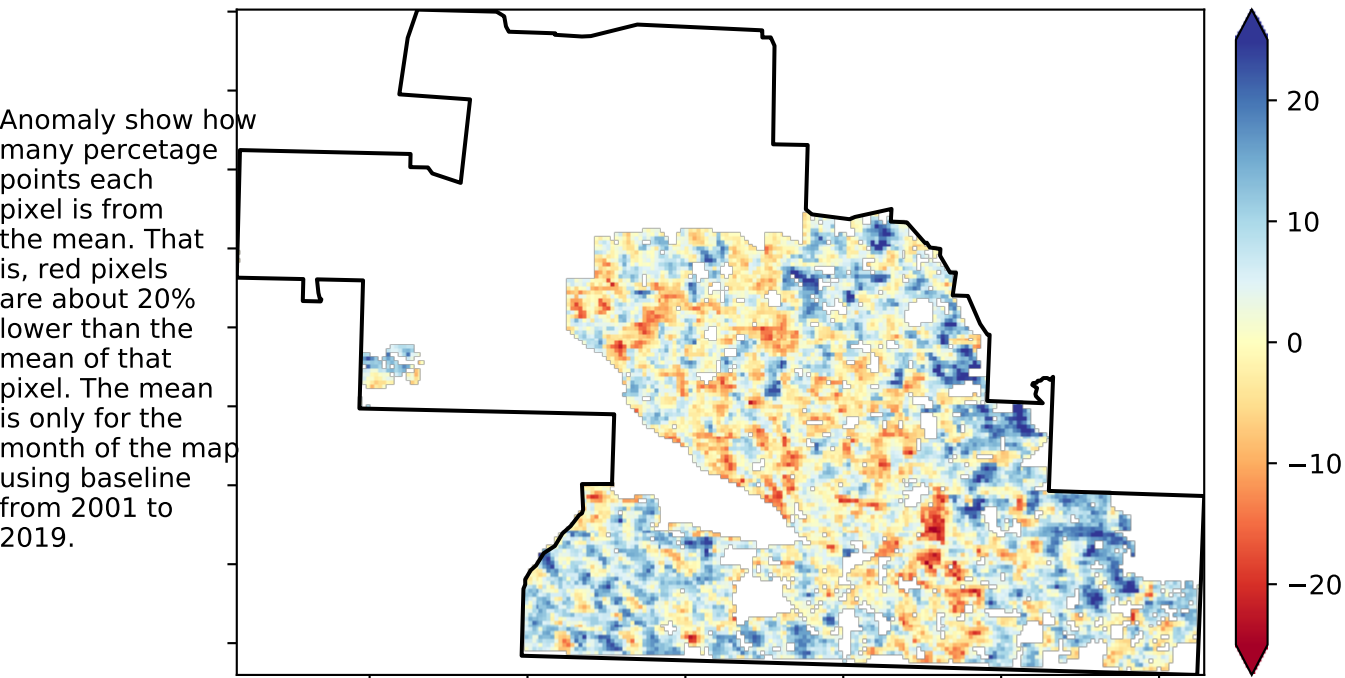 Anomaly show how
many percetage
points each
pixel is from
the mean. That
is, red pixels
are about 20%
lower than the
mean of that
pixel. The mean
is only for the
month of the map
using baseline
from 2001 to
2019.
20
10
0
−10
−20